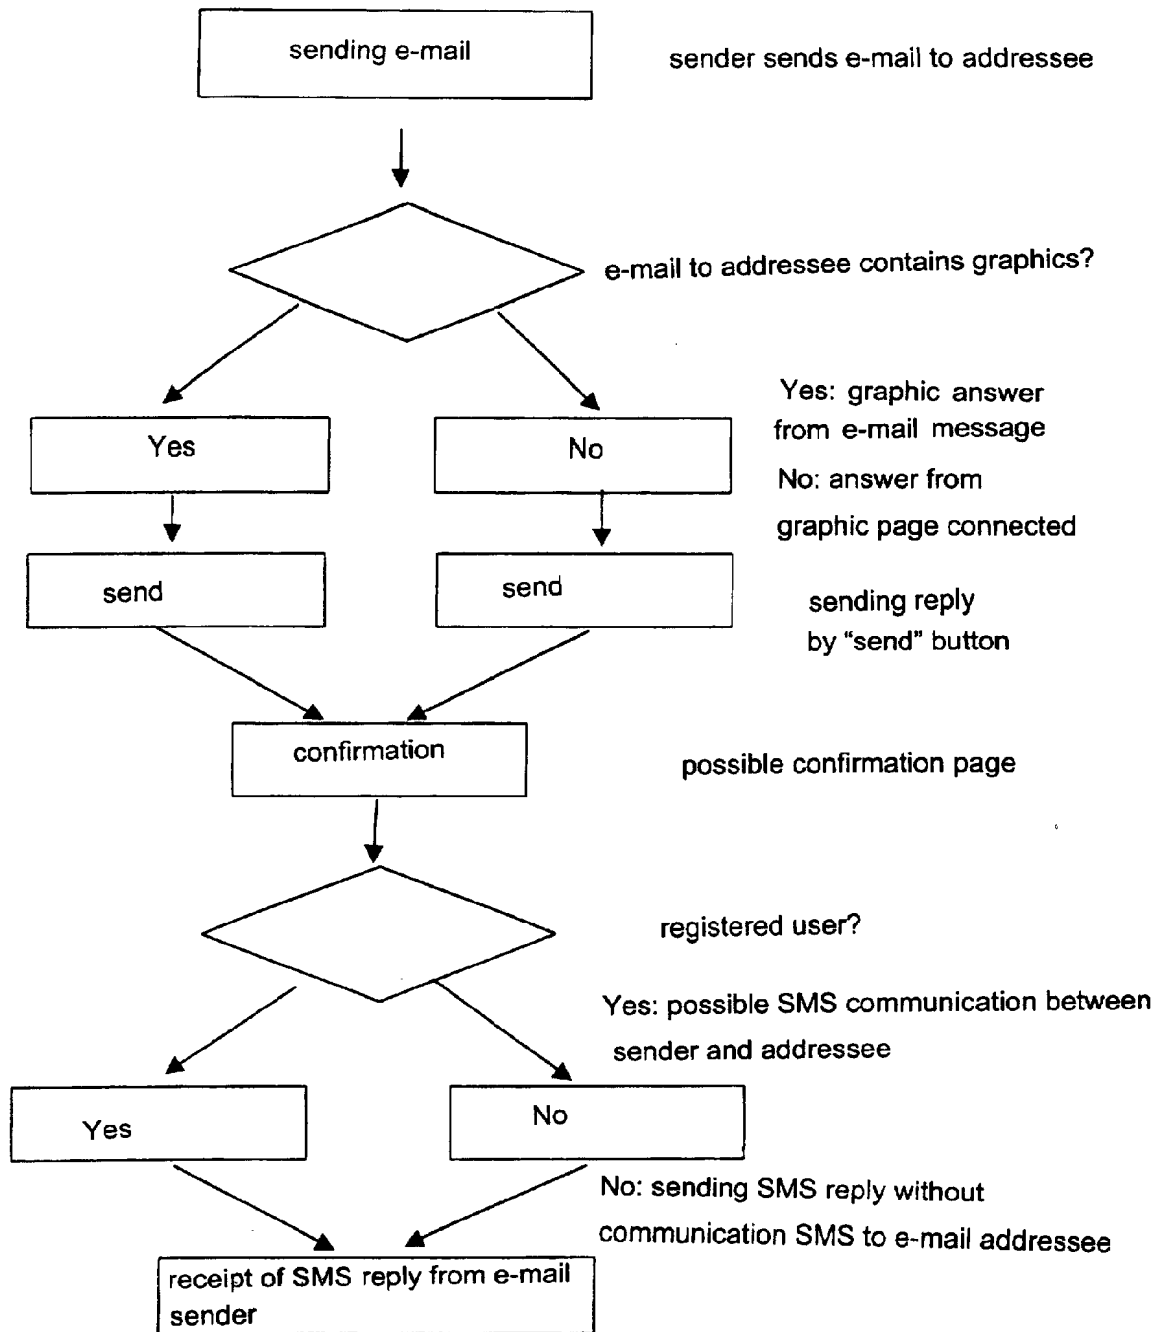 sending e-mail
sender sends e-mail to addressee
e-mail to addressee contains graphics?
Yes: graphic answer
from e-mail message
Yes
No
No: answer from
graphic page connected
send
send
sending reply
by “send” button
confirmation
possible confirmation page
registered user?
Yes: possible SMS communication between
sender and addressee
Yes
No
No: sending SMS reply without
communication SMS to e-mail addressee
receipt of SMS reply from e-mail
sender